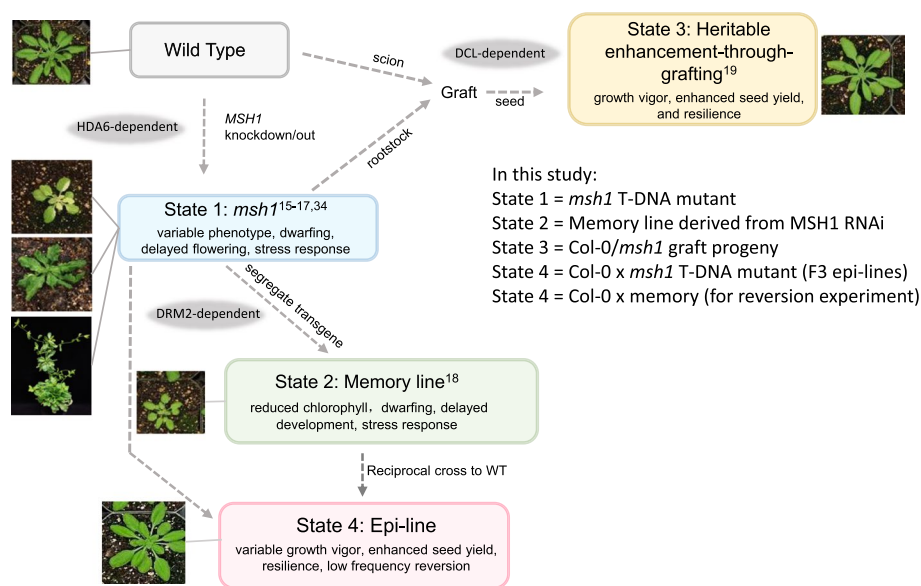 Wild Type
scion
DCL-dependent
Graft
seed
State 3: Heritable
enhancement-through-
grafting19
growth vigor, enhanced seed yield,
and resilience
HDA6-dependent
MSH1
knockdown/out
rootstock
State 1: msh115-17,34
variable phenotype, dwarfing,
delayed flowering, stress response
In this study:
State 1 = msh1 T-DNA mutant
State 2 = Memory line derived from MSH1 RNAi
State 3 = Col-0/msh1 graft progeny
State 4 = Col-0 x msh1 T-DNA mutant (F3 epi-lines)
State 4 = Col-0 x memory (for reversion experiment)
segregate transgene
DRM2-dependent
State 2: Memory line18
reduced chlorophyll, dwarfing, delayed
development, stress response
Reciprocal cross to WT
State 4: Epi-line
variable growth vigor, enhanced seed yield,
resilience, low frequency reversion